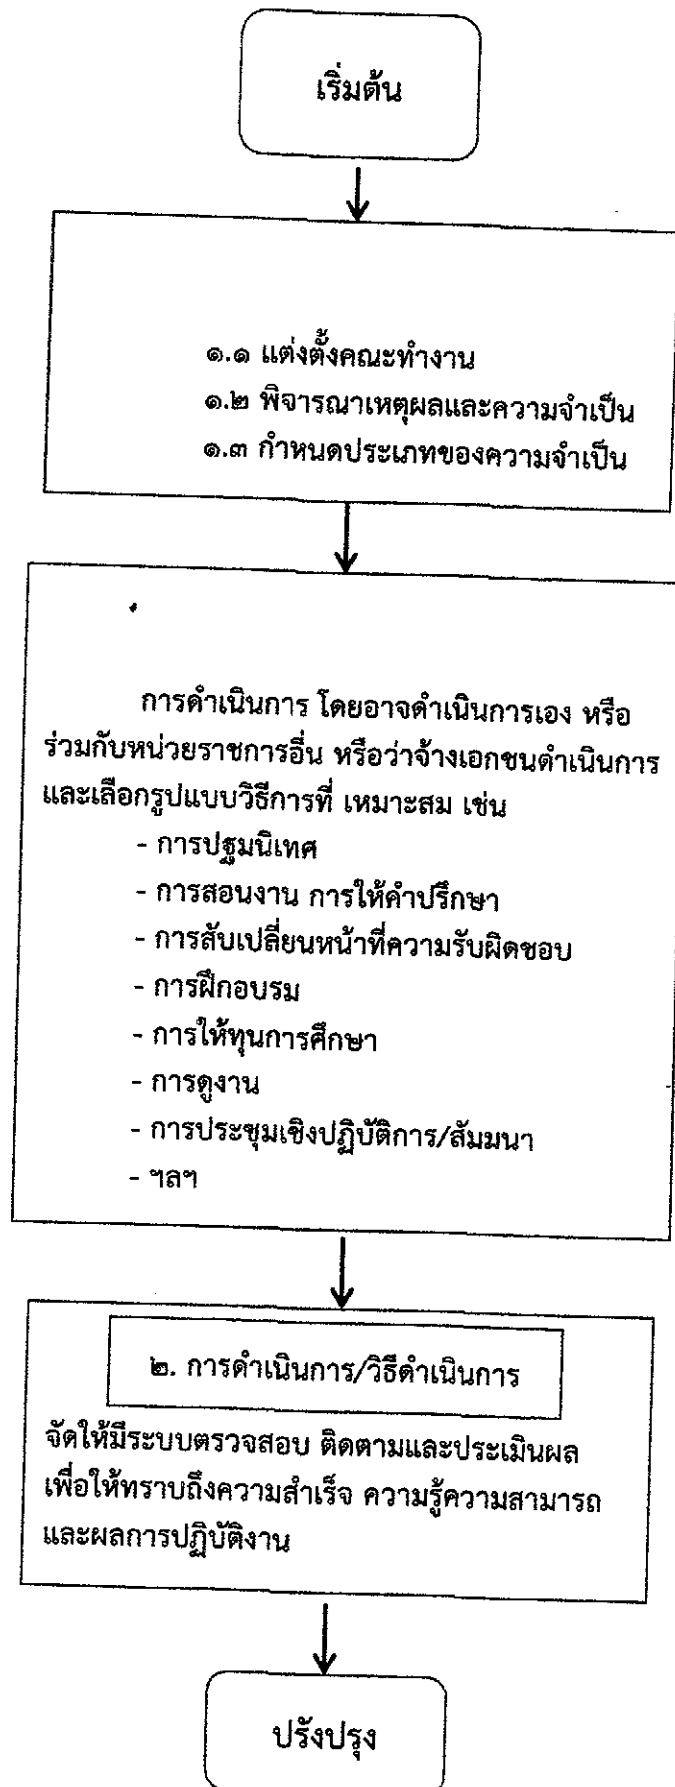 เริ่มต้น
๑.๑ แต่งตั้งคณะทำงาน
๑.๒ พิจารณาเหตุผลและความจำเป็น
๑.๓ กำหนดประเภทของความจำเป็น
การดำเนินการ โดยอาจดำเนินการเอง หรือ
ร่วมกับหน่วยราชการอื่น หรือว่าจ้างเอกชนดำเนินการ
และเลือกรูปแบบวิธีการที่ เหมาะสม เช่น
- การปฐมนิเทศ
- การสอนงาน การให้คำปรึกษา
- การสับเปลี่ยนหน้าที่ความรับผิดชอบ
- การฝึกอบรม
- การให้ทุนการศึกษา
- การดูงาน
- การประชุมเชิงปฏิบัติการ/สัมมนา
- ฯลฯ
๒. การดำเนินการ/วิธีดำเนินการ
จัดให้มีระบบตรวจสอบ ติดตามและประเมินผล
เพื่อให้ทราบถึงความสำเร็จ ความรู้ความสามารถ
และผลการปฏิบัติงาน
ปรังปรุง